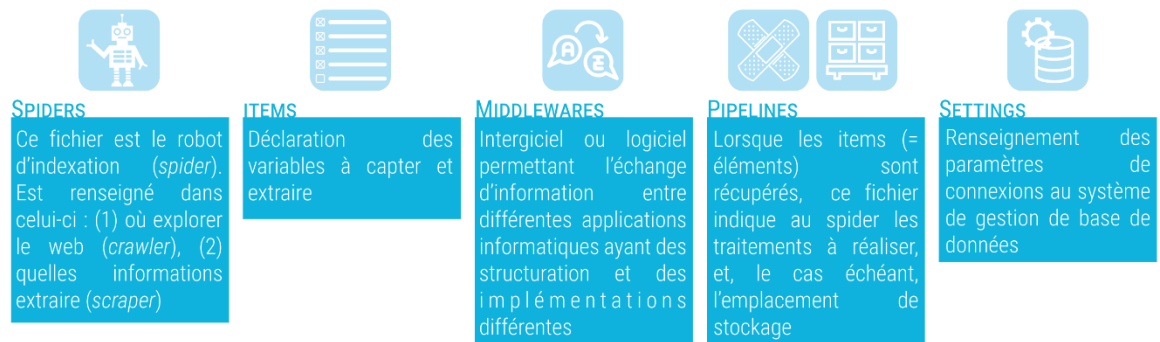 SPIDERS
Ce fichier est le robot
d'indexation (spider).
Est renseigné dans
celui-ci : (1) où explorer
le web (crawler), (2)
quelles informations
extraire (scraper)
ITEMS
Déclaration des
variables à capter et
extraire
MIDDLEWARES
Intergiciel ou logiciel
permettant l'échange
d'information entre
différentes applications
informatiques ayant des
structuration et des
implémentations
différentes
PIPELINES
Lorsque les items (=
éléments) sont
récupérés, ce fichier
indique au spider les
traitements à réaliser,
et, le cas échéant,
l'emplacement de
stockage
SETTINGS
Renseignement des
paramètres de
connexions au système
de gestion de base de
données